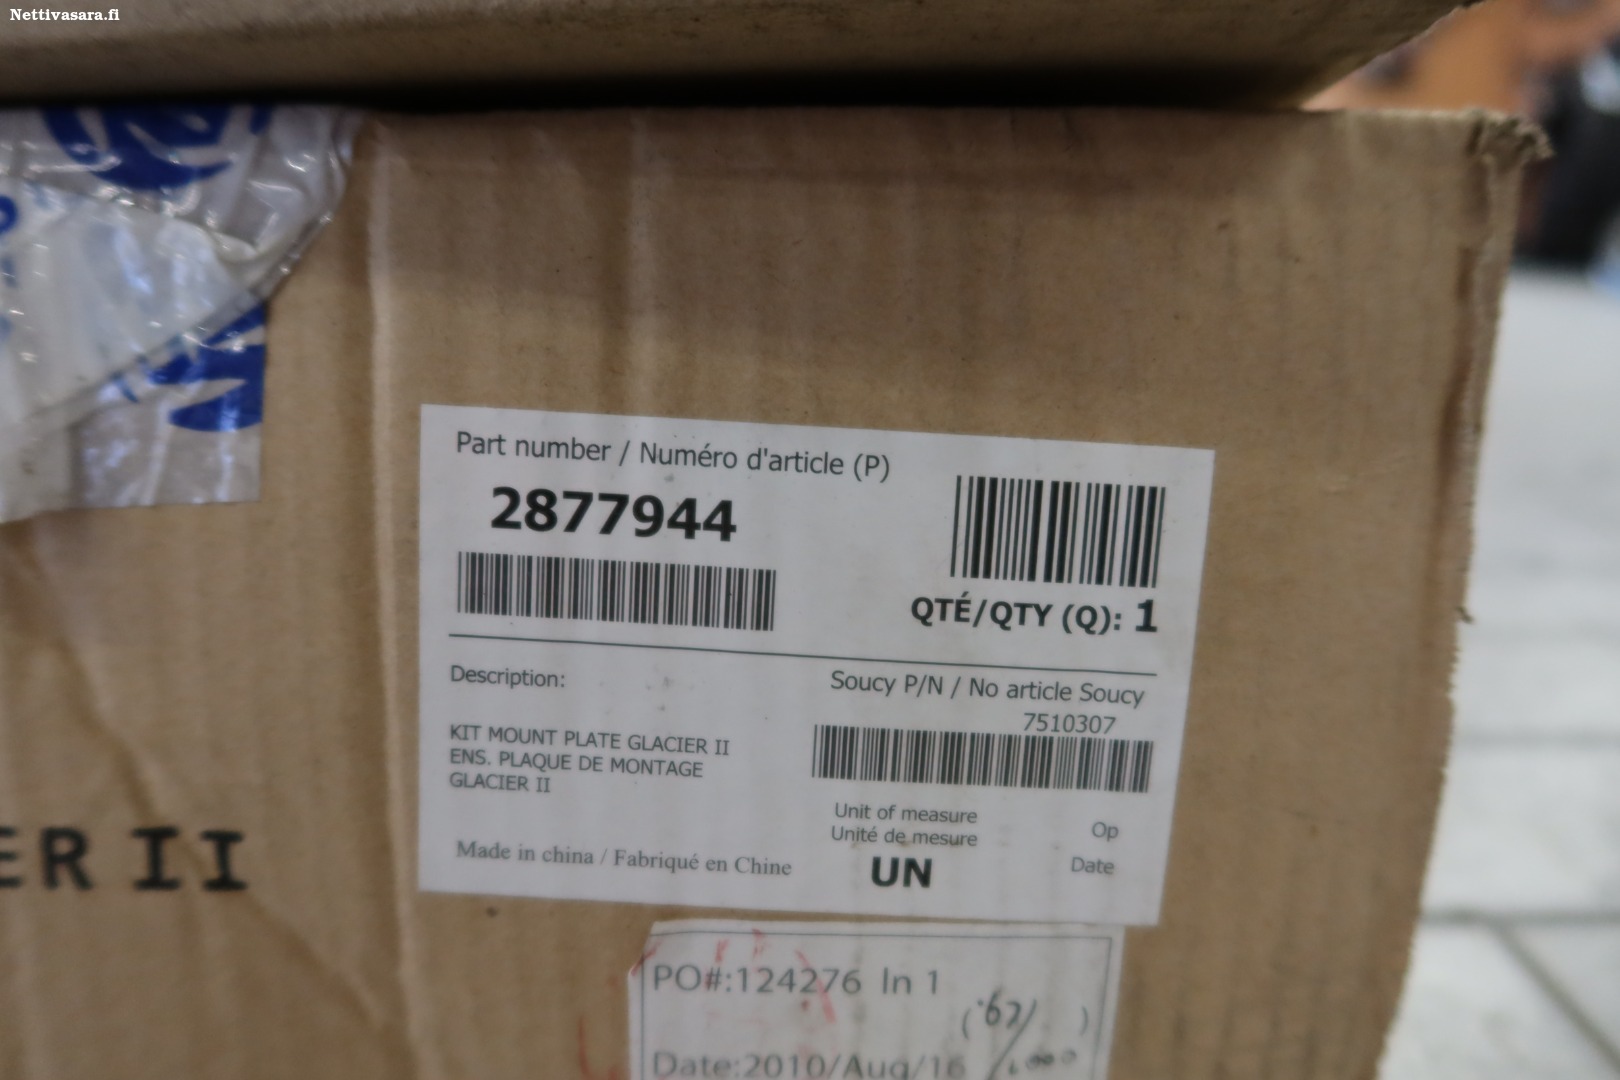 Nettivasara.fi
Part number / Numéro d'article (P)
2877944
QTÉ/QTY (Q): 1
Description:
Soucy P/N / No article Soucy
7510307
KIT MOUNT PLATE GLACIER II
ENS. PLAQUE DE MONTAGE
GLACIER II
Unit of measure
Unité de mesure
UN
Op
Date
Made in china / Fabriqué en Chine
ER II
PO#:124276 In 1
Date:2010/Aug/16